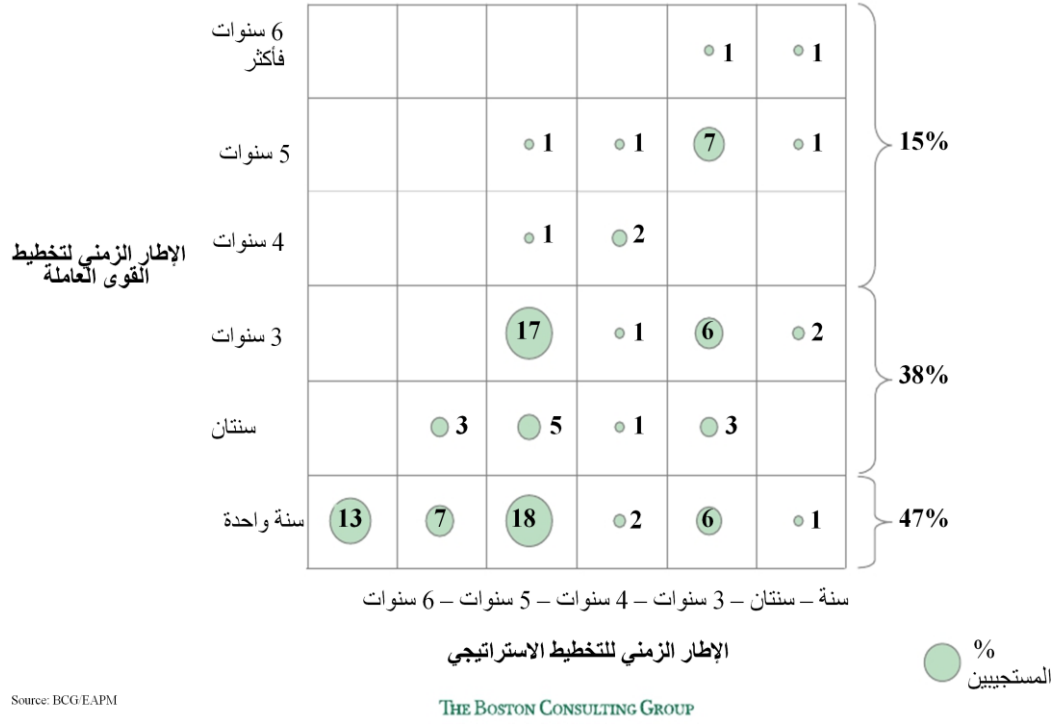 6 سنوات
فأكثر
1
1
5 سنوات
1
1
7
1
15%
4 سنوات
1
2
الإطار الزمني لتخطيط
القوى العاملة
3 سنوات
17
1
6
2
38%
سنتان
3
5
1
3
سنة واحدة
13
7
18
2
6
1
47%
سنة – سنتان – 3 سنوات – 4 سنوات – 5 سنوات – 6 سنوات
الإطار الزمني للتخطيط الاستراتيجي
%
المستجيبين
Source: BCG/EAPM
THE BOSTON CONSULTING GROUP